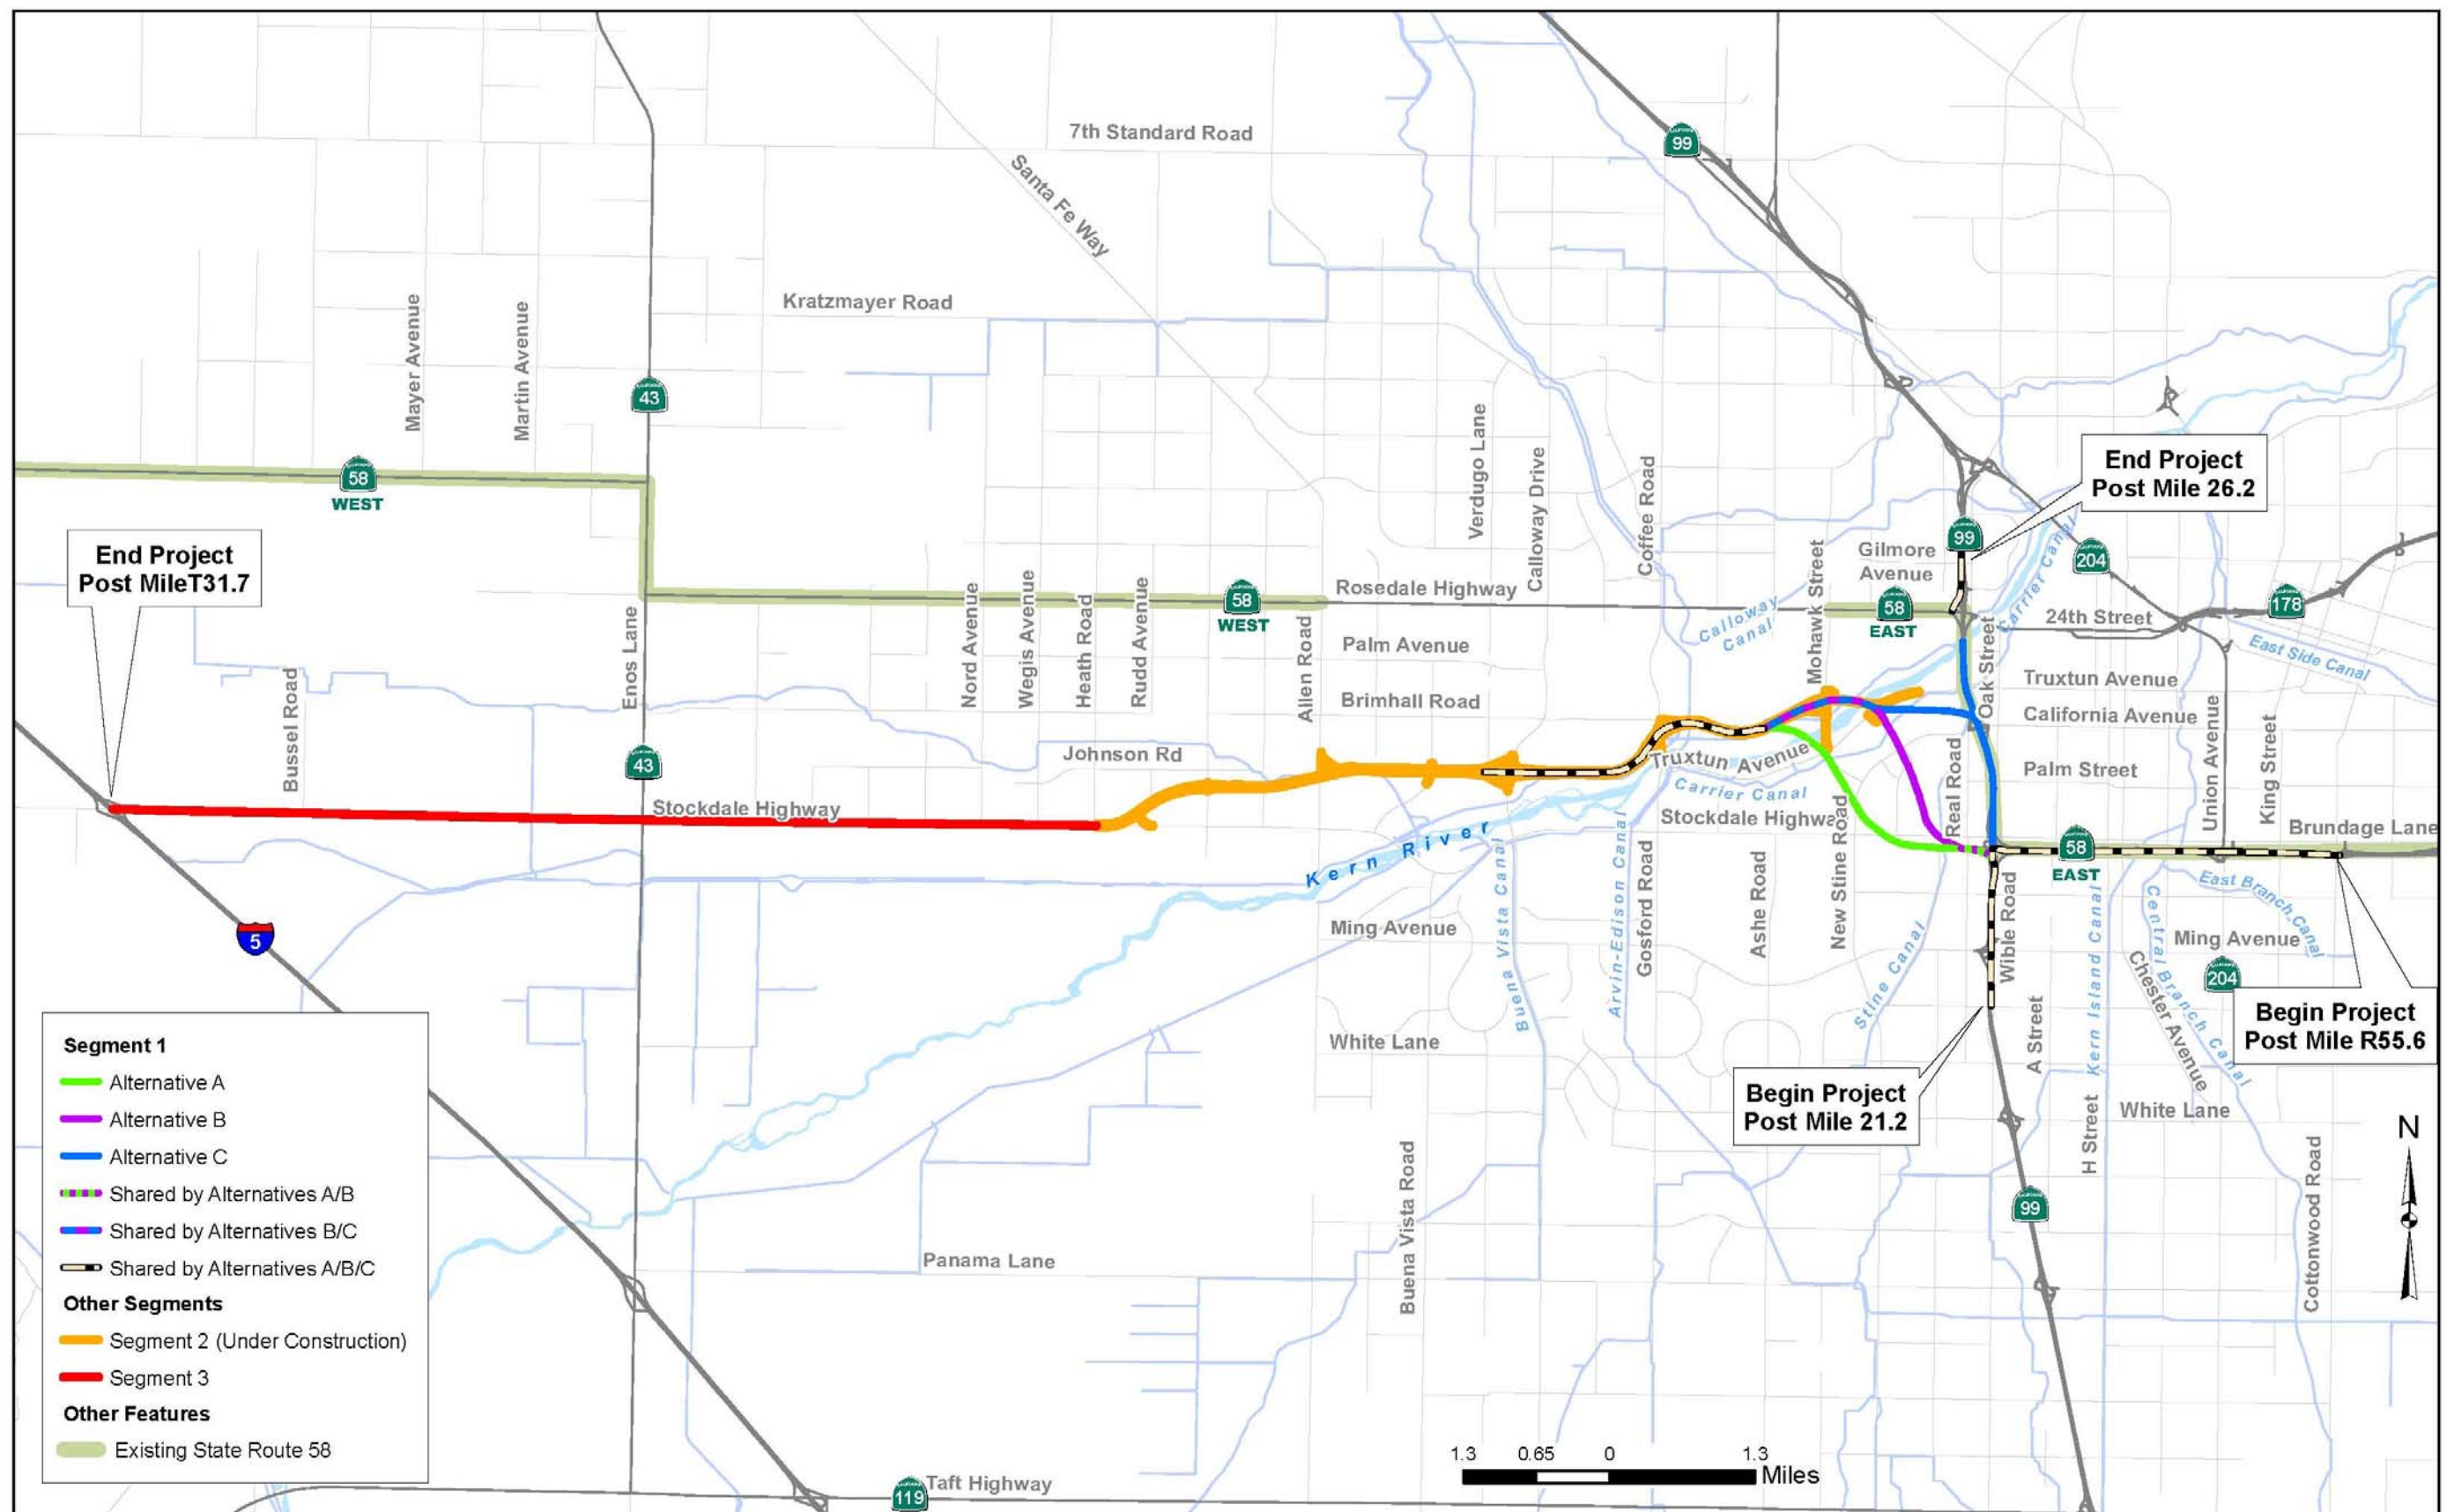 7th Standard Road
99
Santa Fe Way
Kratzmayer Road
Mayer Avenue
Martin Avenue
43
Verdugo Lane
Calloway Drive
Coffee Road
58
WEST
End Project
Post Mile 26.2
99
204
Gilmore
Avenue
Mohawk Street
Carrier Canal
End Project
Post MileT31.7
Nord Avenue
Wegis Avenue
Heath Road
Rudd Avenue
58
WEST
Rosedale Highway
Calloway
Canal
58
EAST
24th Street
178
East Side Canal
Enos Lane
Allen Road
Palm Avenue
Oak Street
Truxtun Avenue
Bussel Road
Brimhall Road
California Avenue
Union Avenue
King Street
43
Johnson Rd
Truxtun Avenue
Real Road
Palm Street
Carrier Canal
Stockdale Highway
Stockdale Highwa
New Stine Road
Brundage Lane
58
EAST
Kern River
Buena Vista Canal
Arvin-Edison Canal
Gosford Road
Ashe Road
Stine Canal
Wible Road
Kern Island Canal
Central Branch Canal
East Branch Canal
5
Ming Avenue
Ming Avenue
204
Chester Avenue
Begin Project
Post Mile R55.6
White Lane
A Street
Begin Project
Post Mile 21.2
H Street
White Lane
N
Buena Vista Road
Cottonwood Road
99
Panama Lane
Segment 1
Alternative A
Alternative B
Alternative C
Shared by Alternatives A/B
Shared by Alternatives B/C
Shared by Alternatives A/B/C
Other Segments
Segment 2 (Under Construction)
Segment 3
Other Features
Existing State Route 58
1.3 0.65 0 1.3
Miles
119
Taft Highway